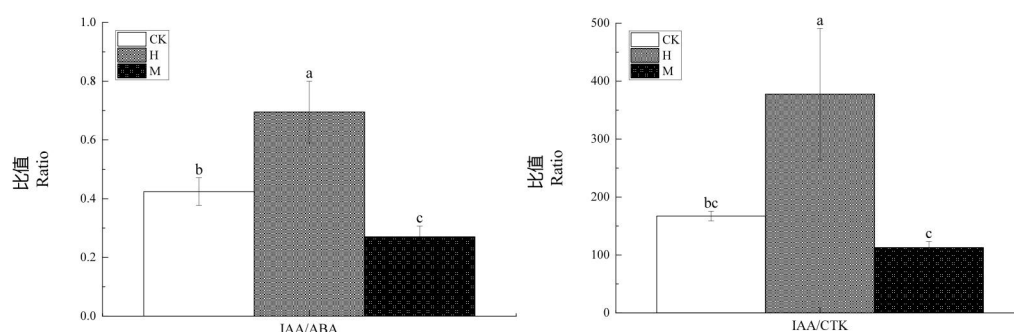 1.0
0.8
0.6
0.4
0.2
0.0
比值
Ratio
CK
H
M
b
a
c
IAA/ABA
500
400
300
200
100
0
比值
Ratio
CK
H
M
bc
a
c
IAA/CTK